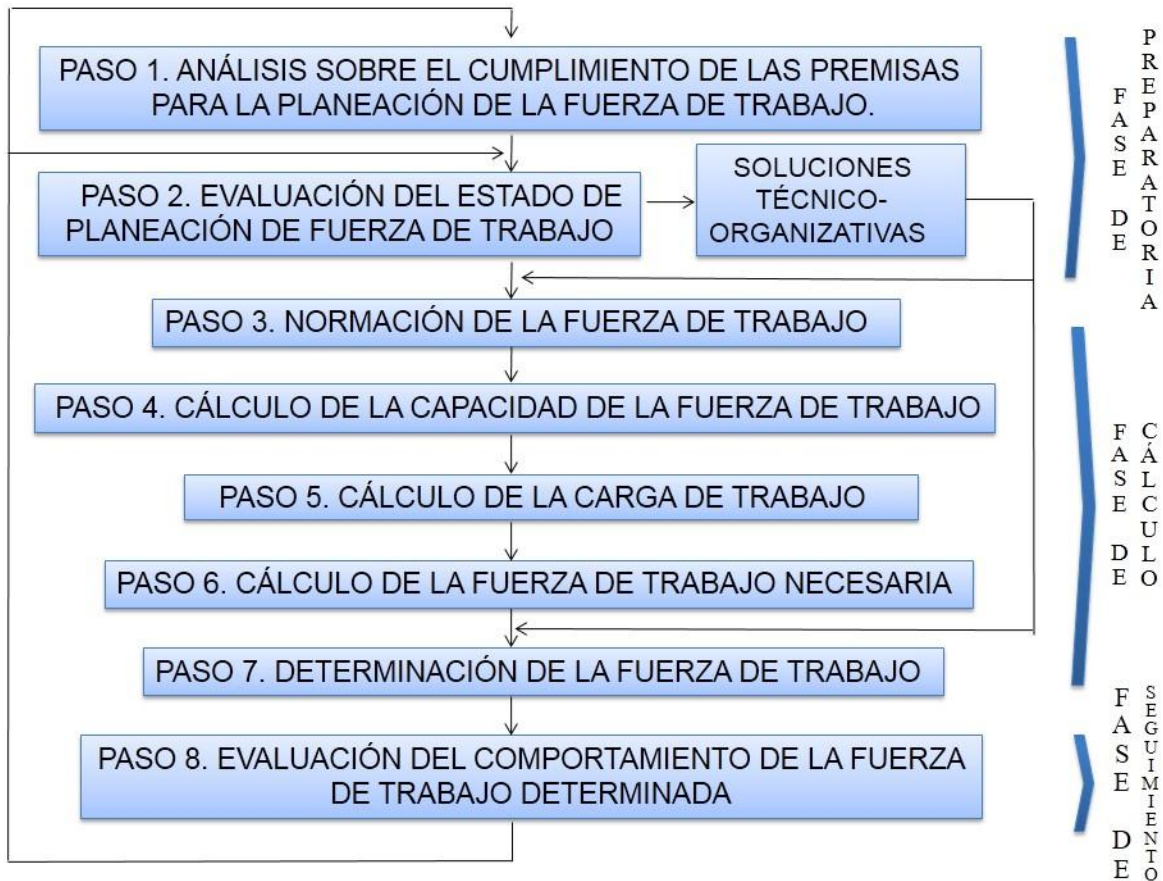 PASO 1. ANÁLISIS SOBRE EL CUMPLIMIENTO DE LAS PREMISAS
PARA LA PLANEACIÓN DE LA FUERZA DE TRABAJO.
PASO 2. EVALUACIÓN DEL ESTADO DE
PLANEACIÓN DE FUERZA DE TRABAJO
SOLUCIONES
TÉCNICO-
ORGANIZATIVAS
PASO 3. NORMACIÓN DE LA FUERZA DE TRABAJO
PASO 4. CÁLCULO DE LA CAPACIDAD DE LA FUERZA DE TRABAJO
PASO 5. CÁLCULO DE LA CARGA DE TRABAJO
PASO 6. CÁLCULO DE LA FUERZA DE TRABAJO NECESARIA
PASO 7. DETERMINACIÓN DE LA FUERZA DE TRABAJO
PASO 8. EVALUACIÓN DEL COMPORTAMIENTO DE LA FUERZA
DE TRABAJO DETERMINADA
FASE DE
PREPARATORIA
FASE DE
CÁLCULO
FASE DE
SEGUIMIENTO